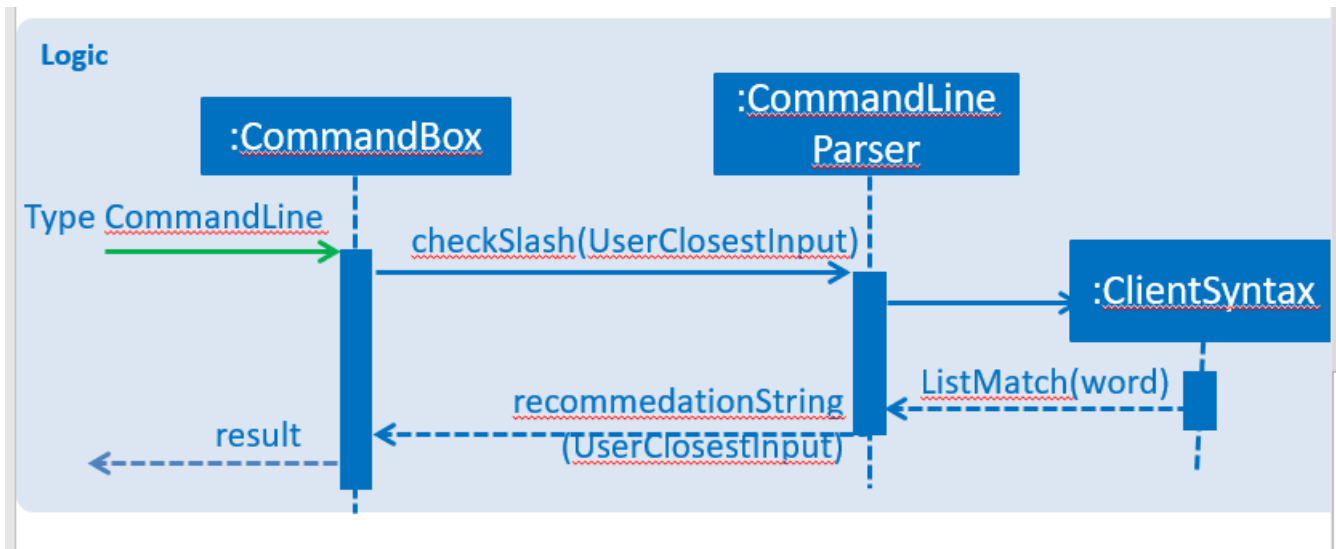 Logic
:CommandBox
:CommandLine
Parser
Type CommandLine
checkSlash(UserClosestInput)
:ClientSyntax
ListMatch(word)
recommedationString
(UserClosestInput)
result